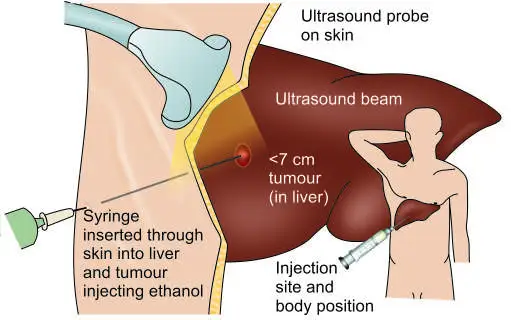 Ultrasound probe
on skin
Ultrasound beam
<7 cm
tumour
(in liver)
Syringe
inserted through
skin into liver
and tumour
injecting ethanol
Injection
site and
body position